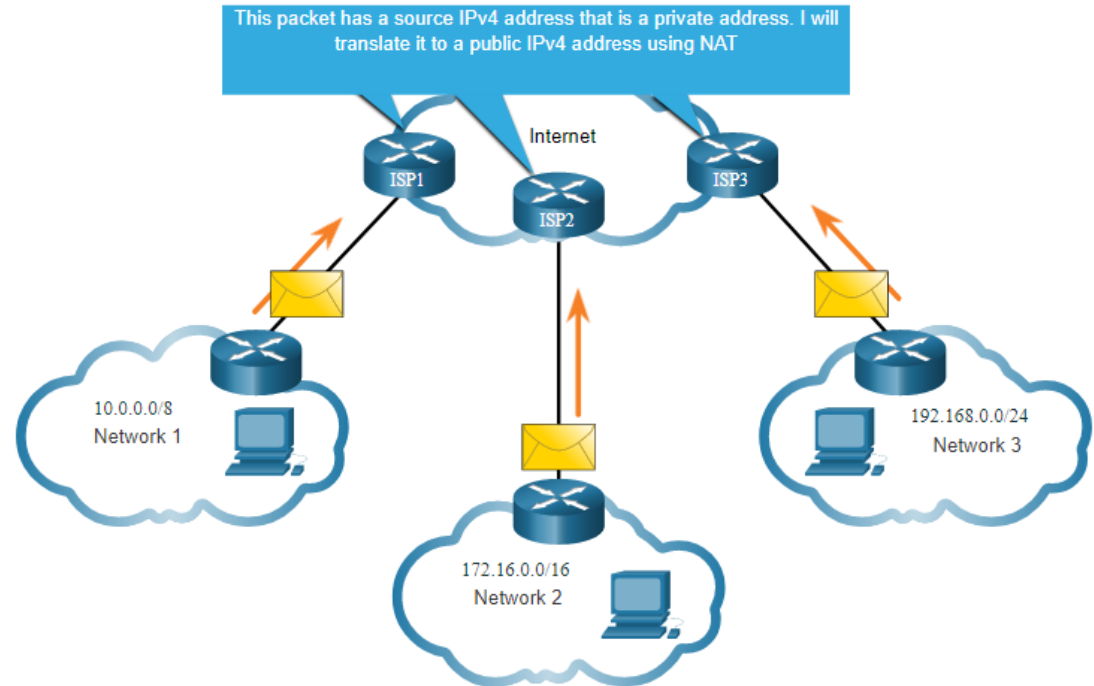 This packet has a source IPv4 address that is a private address. I will
translate it to a public IPv4 address using NAT
Internet
ISP1
ISP2
ISP3
10.0.0.0/8
Network 1
172.16.0.0/16
Network 2
192.168.0.0/24
Network 3